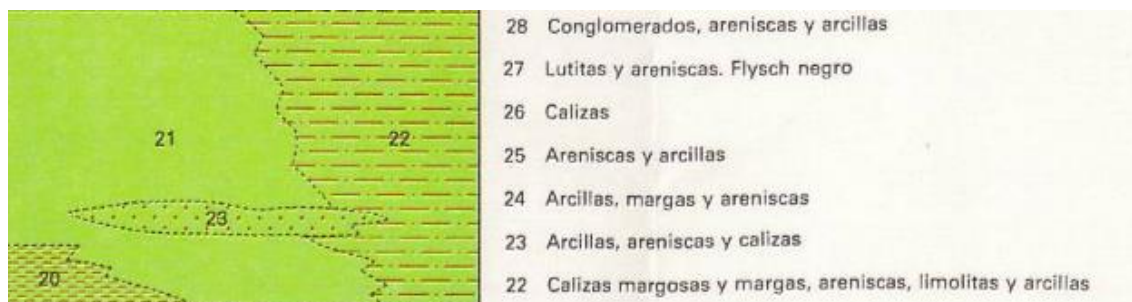 28 Conglomerados, areniscas y arcillas
27 Lutitas y areniscas. Flysch negro
26 Calizas
25 Areniscas y arcillas
24 Arcillas, margas y areniscas
23 Arcillas, areniscas y calizas
22 Calizas margosas y margas, areniscas, limolitas y arcillas
21
22
23
20